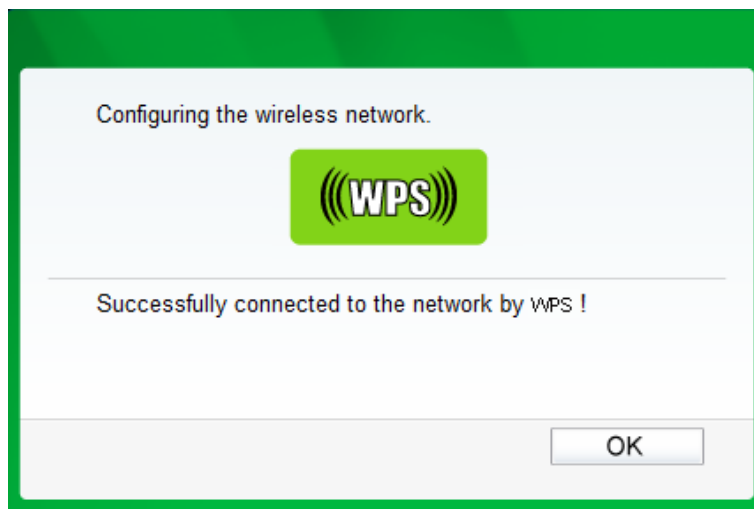 Configuring the wireless network.
(((WPS)))
Successfully connected to the network by WPS !
OK